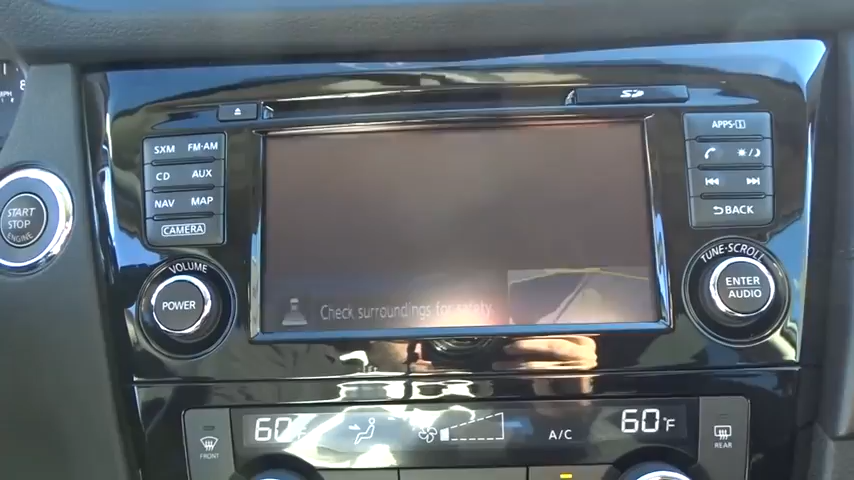 SD
APPS·[i]
SXM FM·AM
CD AUX
NAV MAP
CAMERA
BACK
START
STOP
ENGINE
VOLUME
POWER
TUNE·SCROLL
ENTER
AUDIO
Check surroundings for safety
60°F
A/C
60°F
FRONT
REAR